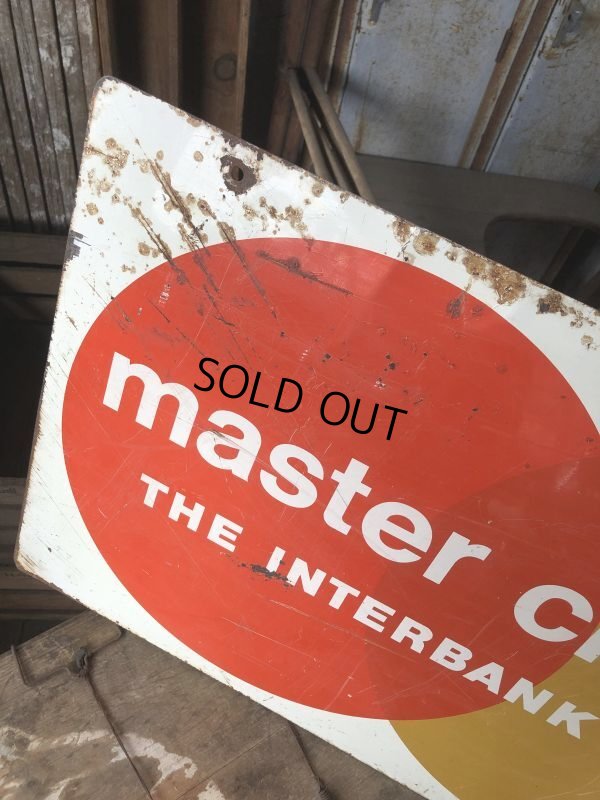 SOLD OUT
master c
THE INTERBANK